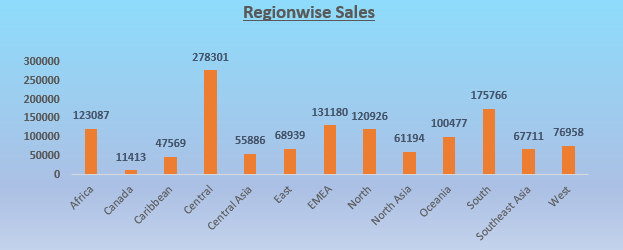 Regionwise Sales
300000
250000
200000
150000
100000
50000
0
123087
11413
47569
278301
55886
68939
131180
120926
61194
100477
175766
67711
76958
Africa
Canada
Caribbean
Central
Central Asia
East
EMEA
North
North Asia
Oceania
South
Southeast Asia
West